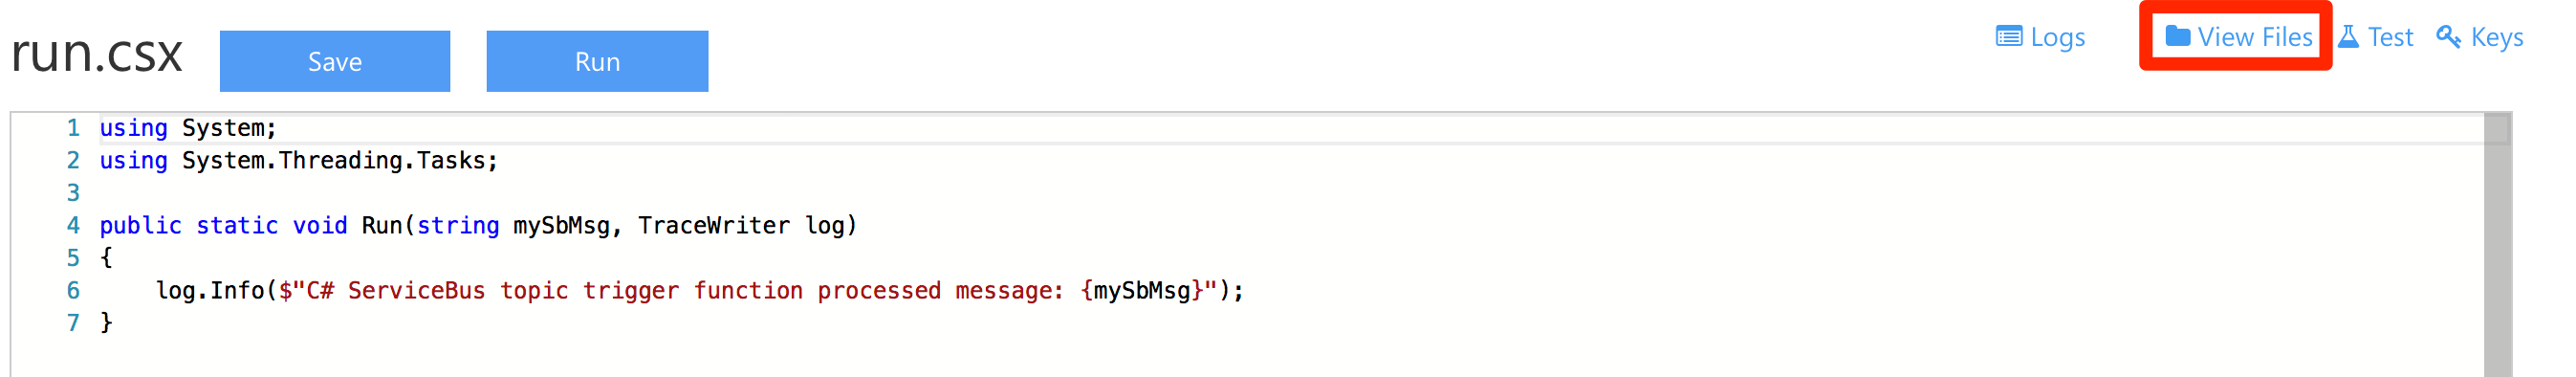 run.csx Save Run Logs View Files Test Keys
1 using System;
2 using System.Threading.Tasks;
3
4 public static void Run(string mySbMsg, TraceWriter log)
5 {
6     log.Info($"C# ServiceBus topic trigger function processed message: {mySbMsg}");
7 }